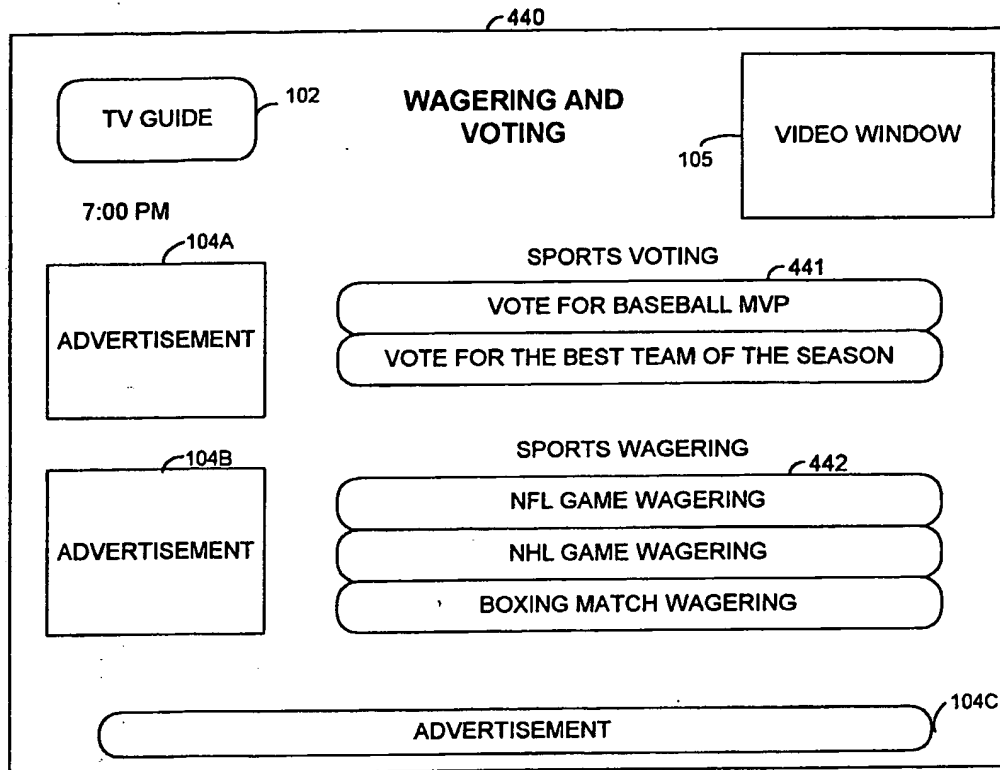 440
TV GUIDE
102
WAGERING AND
VOTING
105
VIDEO WINDOW
7:00 PM
104A
ADVERTISEMENT
SPORTS VOTING
441
VOTE FOR BASEBALL MVP
VOTE FOR THE BEST TEAM OF THE SEASON
104B
ADVERTISEMENT
SPORTS WAGERING
442
NFL GAME WAGERING
NHL GAME WAGERING
BOXING MATCH WAGERING
ADVERTISEMENT
104C